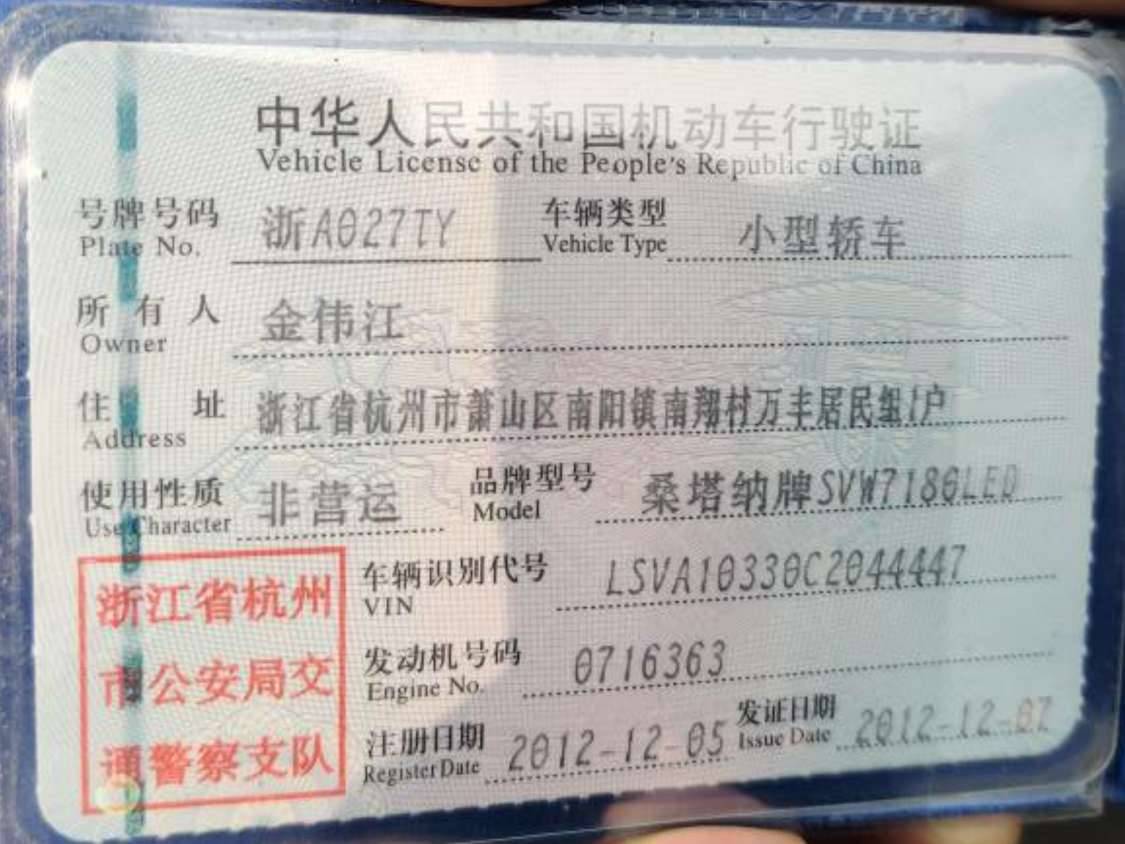 中华人民共和国机动车行驶证
Vehicle License of the People's Republic of China
号牌号码 浙A027TY 车辆类型 小型轿车
Plate No. Vehicle Type
所有人 金伟江
Owner
住址 浙江省杭州市萧山区南阳镇南翔村万丰居民组1户
Address
使用性质 非营运 品牌型号 桑塔纳牌SVW7180LED
Use Character Model
车辆识别代号 LSVA10330C2044447
VIN
发动机号码 0716363
Engine No.
注册日期 2012-12-05 发证日期 2012-12-07
Register Date Issue Date
浙江省杭州
市公安局交
通警察支队